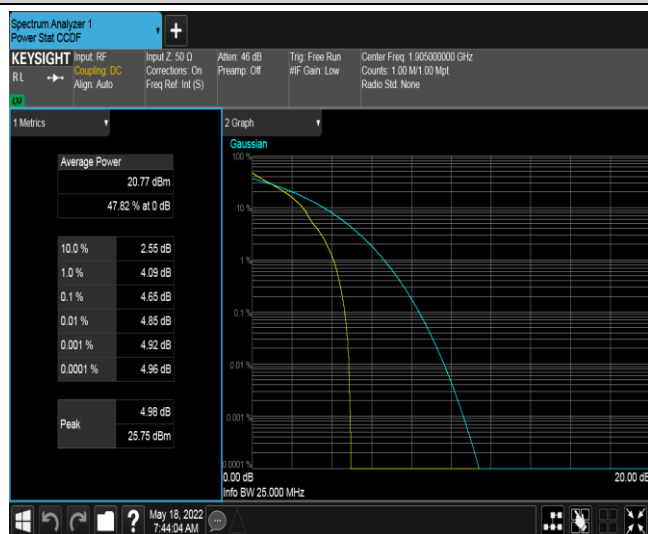 Spectrum Analyzer 1
Power Stat CCDF
+
KEYSIGHT
RL
LXI
Input: RF
Coupling: DC
Align: Auto
Input Z: 50 Ω
Corrections: On
Freq Ref: Int (S)
Atten: 46 dB
Preamp: Off
Trig: Free Run
#IF Gain: Low
Center Freq: 1.905000000 GHz
Counts: 1.00 M/1.00 Mpt
Radio Std: None
1 Metrics
Average Power
20.77 dBm
47.82 % at 0 dB
10.0 % 2.55 dB
1.0 % 4.09 dB
0.1 % 4.65 dB
0.01 % 4.85 dB
0.001 % 4.92 dB
0.0001 % 4.96 dB
Peak
4.98 dB
25.75 dBm
2 Graph
Gaussian
100 %
10 %
1 %
0.1 %
0.01 %
0.001 %
0.0001 %
0.00 dB 20.00 dB
Info BW 25.000 MHz
?
May 18, 2022
7:44:04 AM